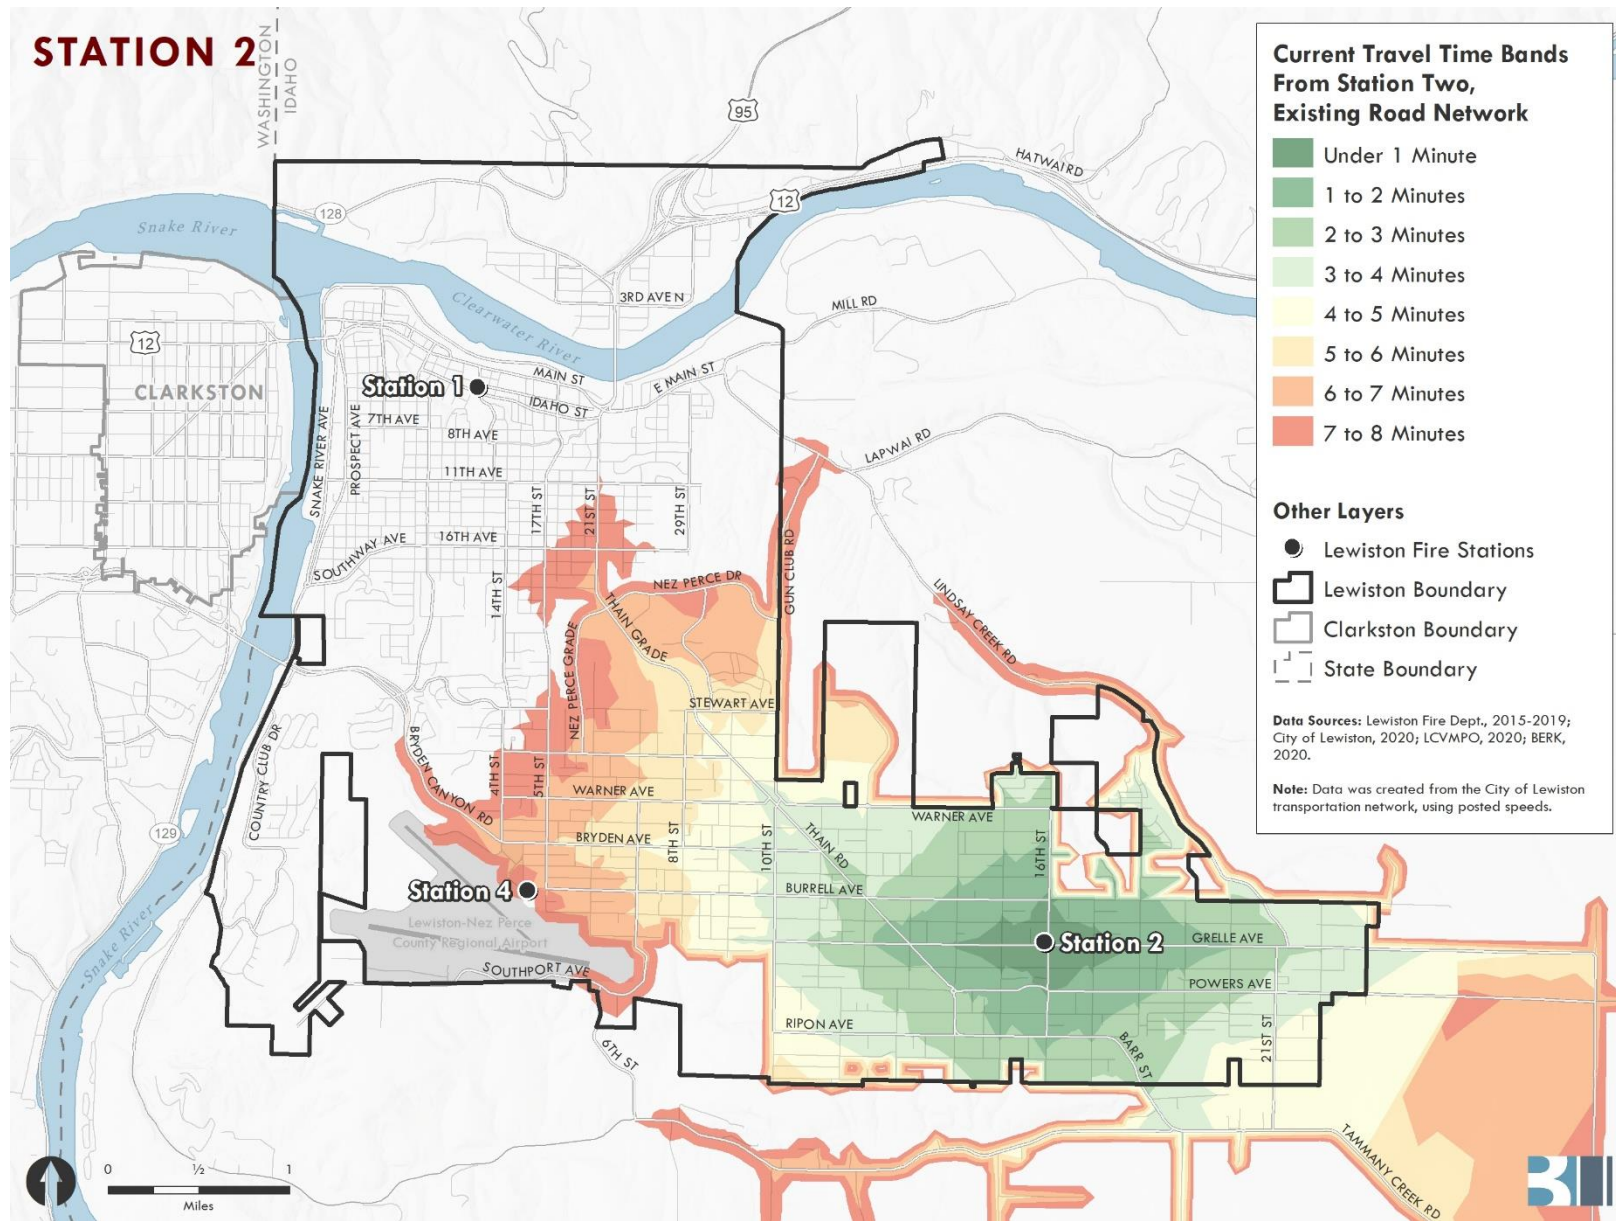 STATION 2
WASHINGTON
IDAHO
95
HATWAI RD
12
128
Snake River
Clearwater River
3RD AVE N
MILL RD
12
CLARKSTON
Station 1
MAIN ST
E MAIN ST
IDAHO ST
7TH AVE
8TH AVE
LAPWAI RD
SNAKE RIVER AVE
PROSPECT AVE
11TH AVE
17TH ST
21ST ST
29TH ST
16TH AVE
SOUTHWAY AVE
14TH ST
NEZ PERCE DR
GUN CLUB RD
LINDSAY CREEK RD
THAIN GRADE
NEZ PERCE GRADE
STEWART AVE
BRYDEN CANYON RD
COUNTRY CLUB DR
4TH ST
5TH ST
WARNER AVE
WARNER AVE
129
BRYDEN AVE
8TH ST
10TH ST
THAIN RD
16TH ST
Station 4
BURRELL AVE
Lewiston-Nez Perce
County Regional Airport
Station 2
GRELLE AVE
SOUTHPORT AVE
POWERS AVE
Snake River
RIPON AVE
6TH ST
BARR ST
21ST ST
TAMMANY CREEK RD
0
½
1
Miles
Current Travel Time Bands
From Station Two,
Existing Road Network
Under 1 Minute
1 to 2 Minutes
2 to 3 Minutes
3 to 4 Minutes
4 to 5 Minutes
5 to 6 Minutes
6 to 7 Minutes
7 to 8 Minutes
Other Layers
Lewiston Fire Stations
Lewiston Boundary
Clarkston Boundary
State Boundary
Data Sources: Lewiston Fire Dept., 2015-2019;
City of Lewiston, 2020; LCVMPO, 2020; BERK,
2020.
Note: Data was created from the City of Lewiston
transportation network, using posted speeds.